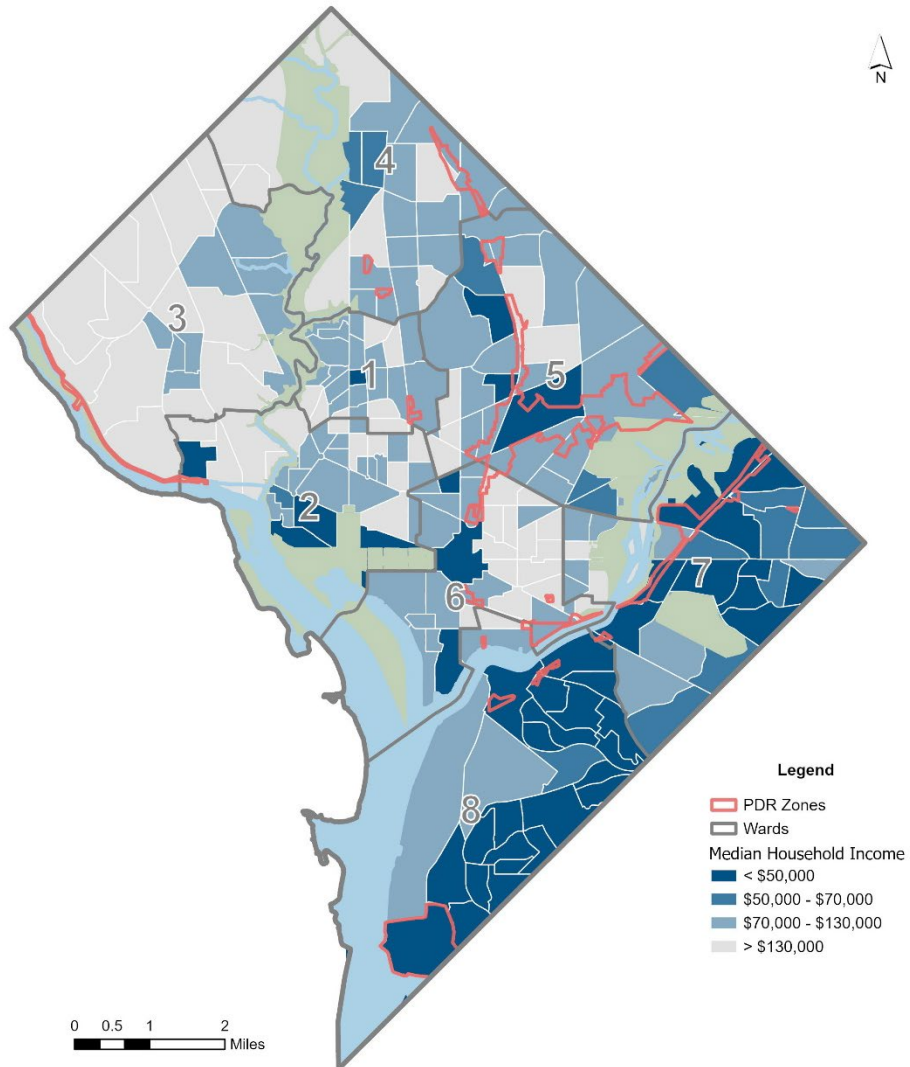 N
4
3
1
5
2
7
6
8
Legend
PDR Zones
Wards
Median Household Income
< $50,000
$50,000 - $70,000
$70,000 - $130,000
> $130,000
0 0.5 1 2
Miles